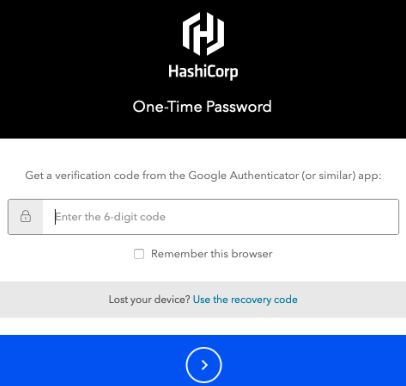 HashiCorp
One-Time Password
Get a verification code from the Google Authenticator (or similar) app:
Enter the 6-digit code
Remember this browser
Lost your device? Use the recovery code